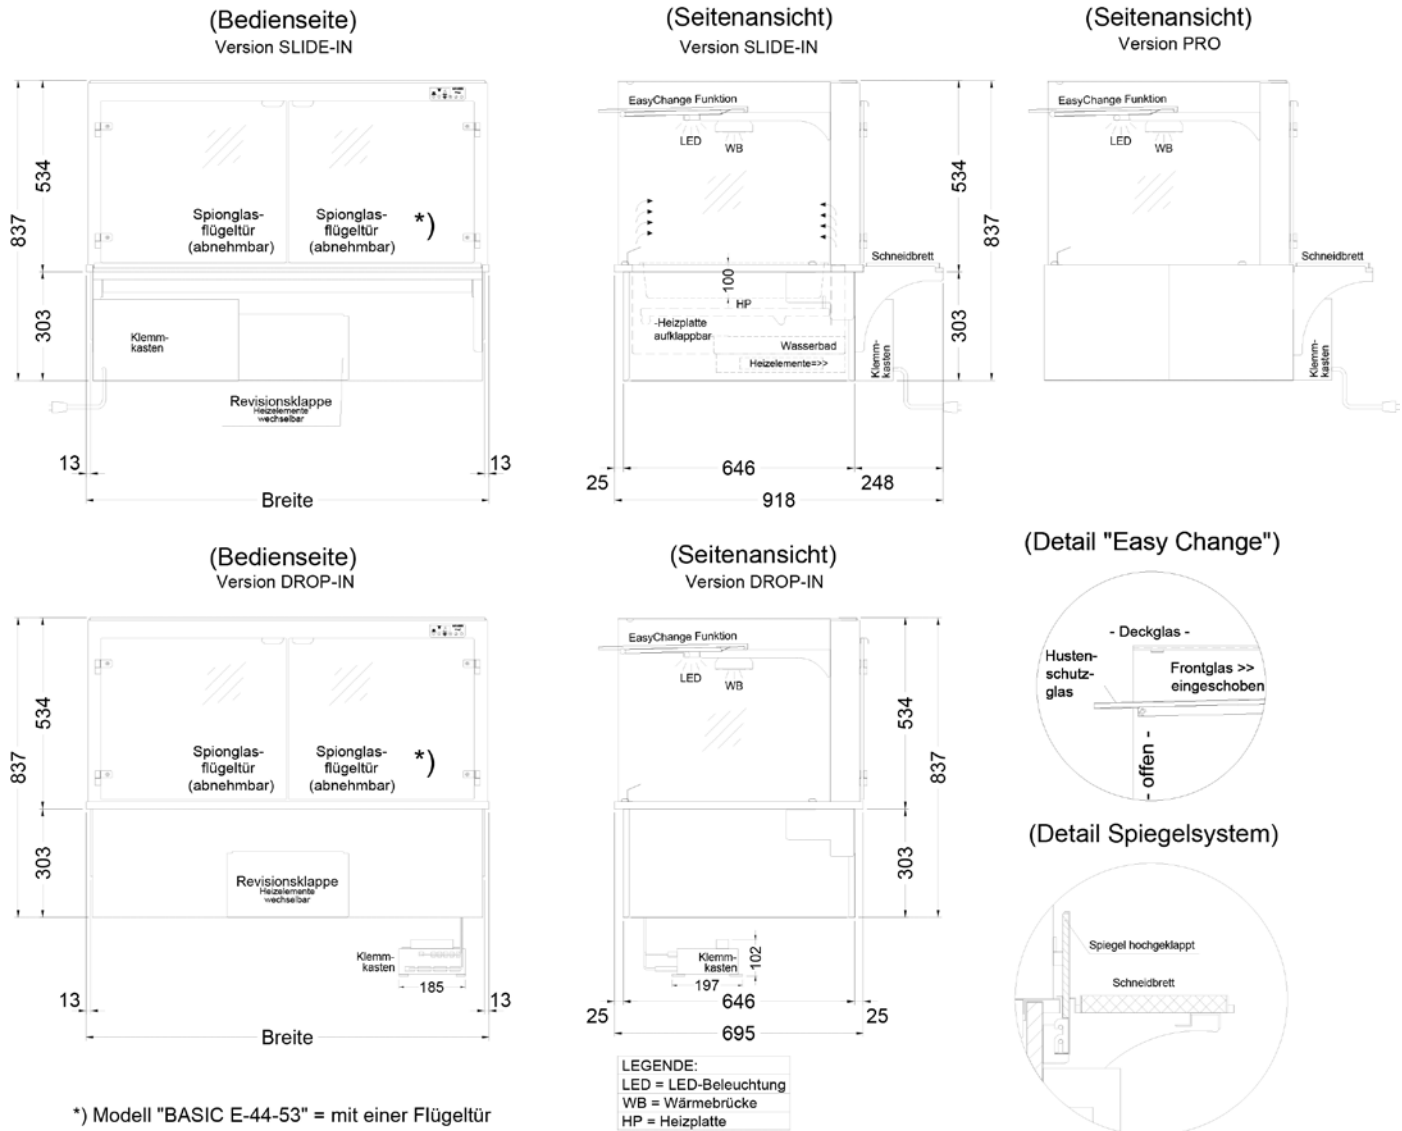 (Bedienseite)
Version SLIDE-IN
837
534
303
Spionglas-
flügeltür
(abnehmbar)
Spionglas-
flügeltür
(abnehmbar)
*)
Klemm-
kasten
Revisionsklappe
Heizelemente
wechselbar
13
13
Breite
(Seitenansicht)
Version SLIDE-IN
EasyChange Funktion
LED
WB
534
837
303
Schneidbrett
100
HP
-Heizplatte
aufklappbar
Wasserbad
Heizelemente=>>
Klemm-
kasten
25
646
248
918
(Seitenansicht)
Version PRO
EasyChange Funktion
LED
WB
Schneidbrett
Klemm-
kasten
(Bedienseite)
Version DROP-IN
837
534
303
Spionglas-
flügeltür
(abnehmbar)
Spionglas-
flügeltür
(abnehmbar)
*)
Revisionsklappe
Heizelemente
wechselbar
Klemm-
kasten
185
13
13
Breite
(Seitenansicht)
Version DROP-IN
EasyChange Funktion
LED
WB
534
837
303
Klemm-
kasten
102
197
25
646
25
695
(Detail "Easy Change")
- Deckglas -
Husten-
schutz-
glas
Frontglas >>
eingeschoben
- offen -
(Detail Spiegelsystem)
Spiegel hochgeklappt
Schneidbrett
LEGENDE:
LED = LED-Beleuchtung
WB = Wärmebrücke
HP = Heizplatte
*) Modell "BASIC E-44-53" = mit einer Flügeltür